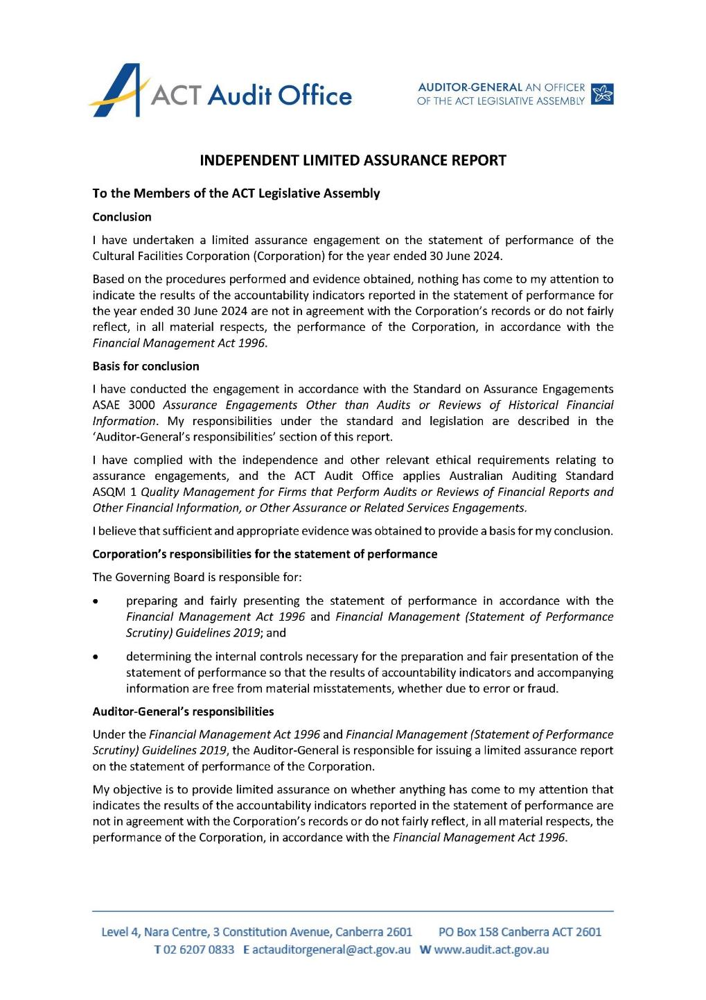 ACT Audit Office
AUDITOR-GENERAL AN OFFICER
OF THE ACT LEGISLATIVE ASSEMBLY
INDEPENDENT LIMITED ASSURANCE REPORT
To the Members of the ACT Legislative Assembly
Conclusion
I have undertaken a limited assurance engagement on the statement of performance of the
Cultural Facilities Corporation (Corporation) for the year ended 30 June 2024.
Based on the procedures performed and evidence obtained, nothing has come to my attention to
indicate the results of the accountability indicators reported in the statement of performance for
the year ended 30 June 2024 are not in agreement with the Corporation's records or do not fairly
reflect, in all material respects, the performance of the Corporation, in accordance with the
Financial Management Act 1996.
Basis for conclusion
I have conducted the engagement in accordance with the Standard on Assurance Engagements
ASAE 3000 Assurance Engagements Other than Audits or Reviews of Historical Financial
Information. My responsibilities under the standard and legislation are described in the
‘Auditor-General’s responsibilities’ section of this report.
I have complied with the independence and other relevant ethical requirements relating to
assurance engagements, and the ACT Audit Office applies Australian Auditing Standard
ASQM 1 Quality Management for Firms that Perform Audits or Reviews of Financial Reports and
Other Financial Information, or Other Assurance or Related Services Engagements.
I believe that sufficient and appropriate evidence was obtained to provide a basis for my conclusion.
Corporation’s responsibilities for the statement of performance
The Governing Board is responsible for:
• preparing and fairly presenting the statement of performance in accordance with the
Financial Management Act 1996 and Financial Management (Statement of Performance
Scrutiny) Guidelines 2019; and
• determining the internal controls necessary for the preparation and fair presentation of the
statement of performance so that the results of accountability indicators and accompanying
information are free from material misstatements, whether due to error or fraud.
Auditor-General’s responsibilities
Under the Financial Management Act 1996 and Financial Management (Statement of Performance
Scrutiny) Guidelines 2019, the Auditor-General is responsible for issuing a limited assurance report
on the statement of performance of the Corporation.
My objective is to provide limited assurance on whether anything has come to my attention that
indicates the results of the accountability indicators reported in the statement of performance are
not in agreement with the Corporation’s records or do not fairly reflect, in all material respects, the
performance of the Corporation, in accordance with the Financial Management Act 1996.
Level 4, Nara Centre, 3 Constitution Avenue, Canberra 2601 PO Box 158 Canberra ACT 2601
T 02 6207 0833 E actauditorgeneral@act.gov.au W www.audit.act.gov.au